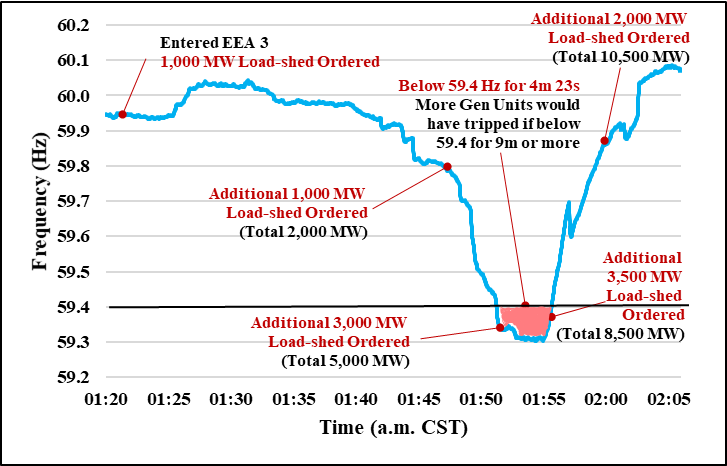 Additional 2,000 MW
Load-shed Ordered
(Total 10,500 MW)
Entered EEA 3
1,000 MW Load-shed Ordered
Below 59.4 Hz for 4m 23s
More Gen Units would
have tripped if below
59.4 for 9m or more
Additional 1,000 MW
Load-shed Ordered
(Total 2,000 MW)
Additional
3,500 MW
Load-shed
Ordered
(Total 8,500 MW)
Additional 3,000 MW
Load-shed Ordered
(Total 5,000 MW)
Frequency (Hz)
60.2
60.1
60.0
59.9
59.8
59.7
59.6
59.5
59.4
59.3
59.2
01:20 01:25 01:30 01:35 01:40 01:45 01:50 01:55 02:00 02:05
Time (a.m. CST)